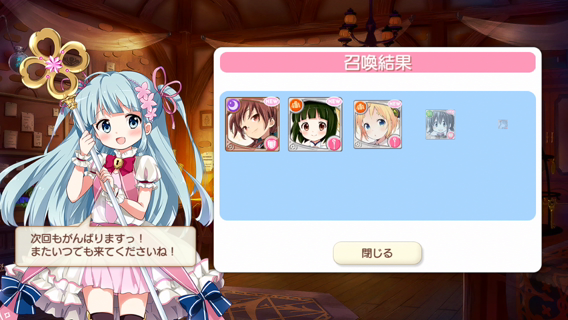 召喚結果
次回もがんばりますっ！
またいつでも来てくださいね！
閉じる